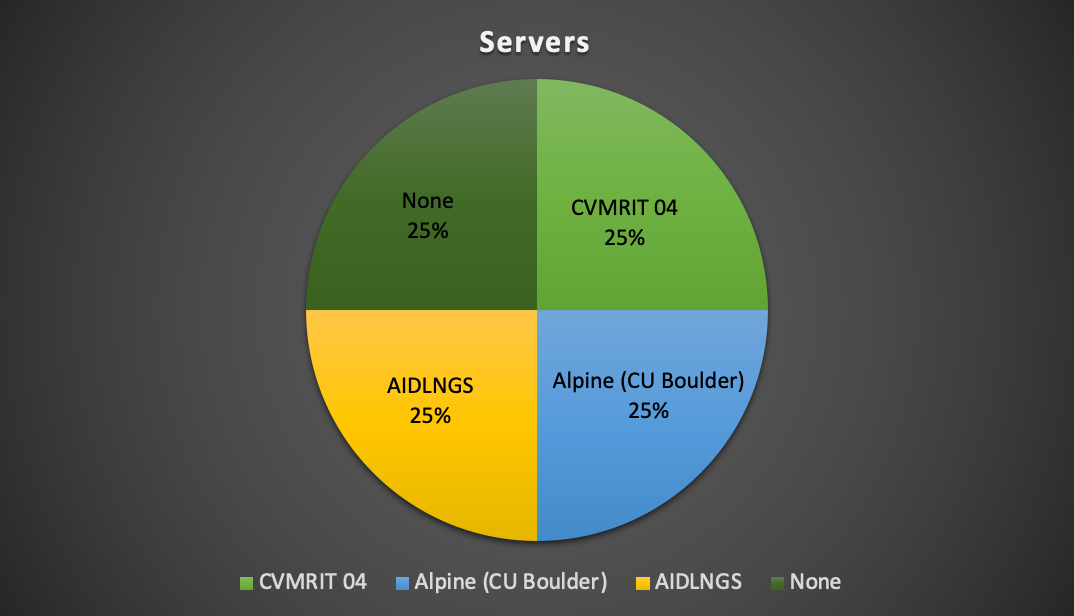 Servers
None
25%
CVMRIT 04
25%
AIDLNGS
25%
Alpine (CU Boulder)
25%
CVMRIT 04 Alpine (CU Boulder) AIDLNGS None